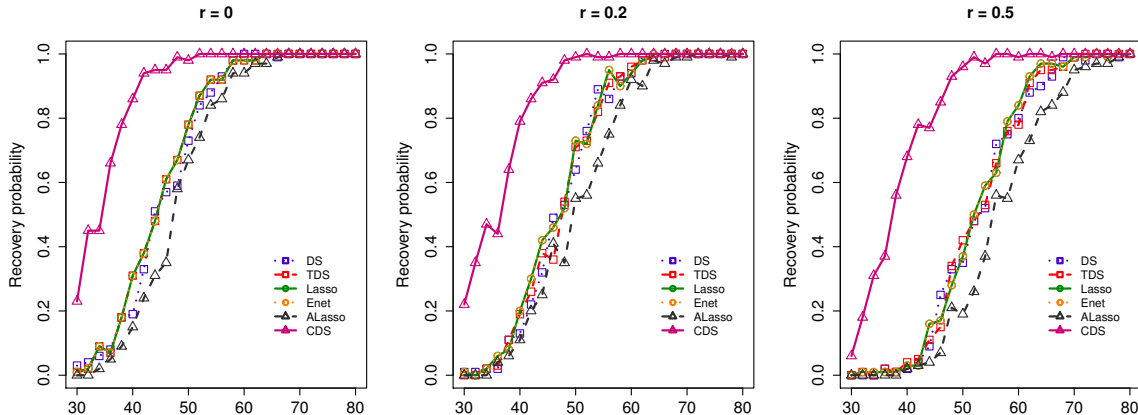 r = 0
r = 0.2
r = 0.5
Recovery probability
1.0
0.8
0.6
0.4
0.2
0.0
30 40 50 60 70 80
DS
TDS
Lasso
Enet
ALasso
CDS
Recovery probability
1.0
0.8
0.6
0.4
0.2
0.0
30 40 50 60 70 80
DS
TDS
Lasso
Enet
ALasso
CDS
Recovery probability
1.0
0.8
0.6
0.4
0.2
0.0
30 40 50 60 70 80
DS
TDS
Lasso
Enet
ALasso
CDS